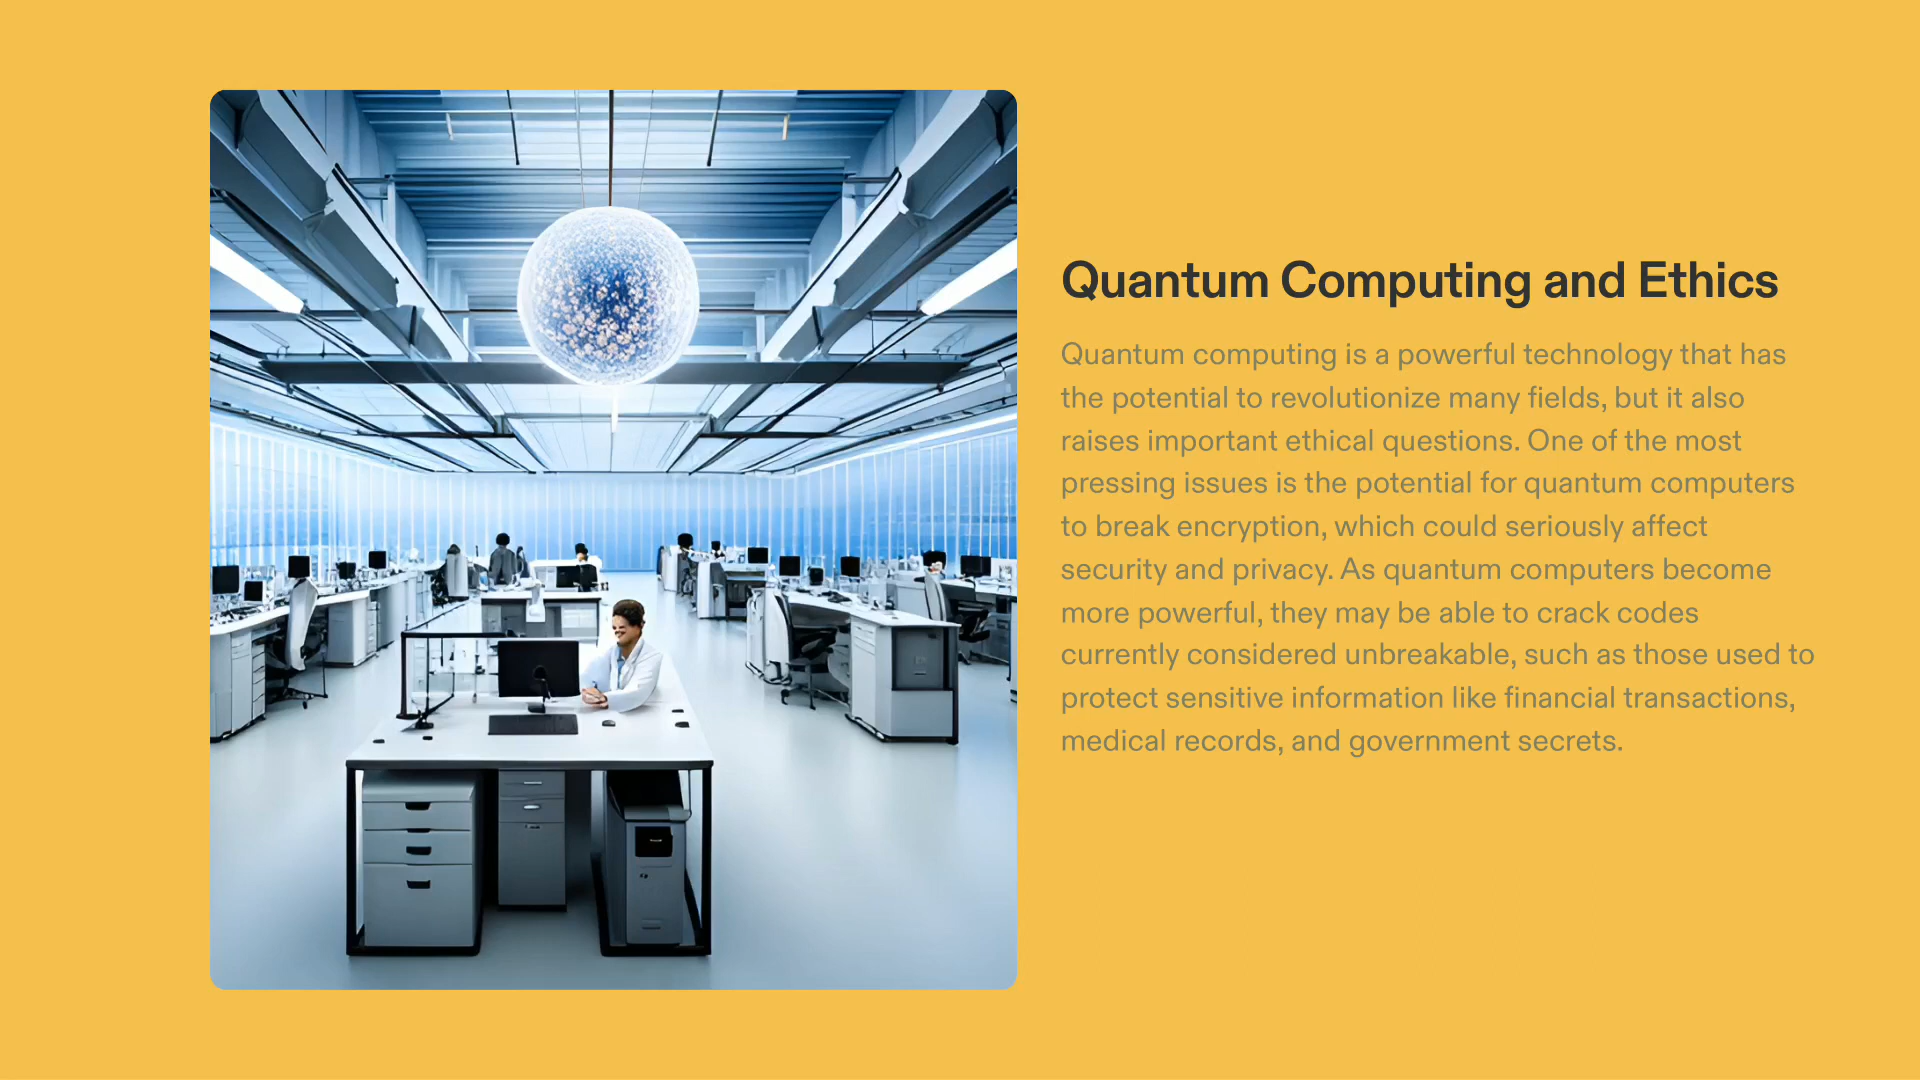 Quantum Computing and Ethics
Quantum computing is a powerful technology that has
the potential to revolutionize many fields, but it also
raises important ethical questions. One of the most
pressing issues is the potential for quantum computers
to break encryption, which could seriously affect
security and privacy. As quantum computers become
more powerful, they may be able to crack codes
currently considered unbreakable, such as those used to
protect sensitive information like financial transactions,
medical records, and government secrets.